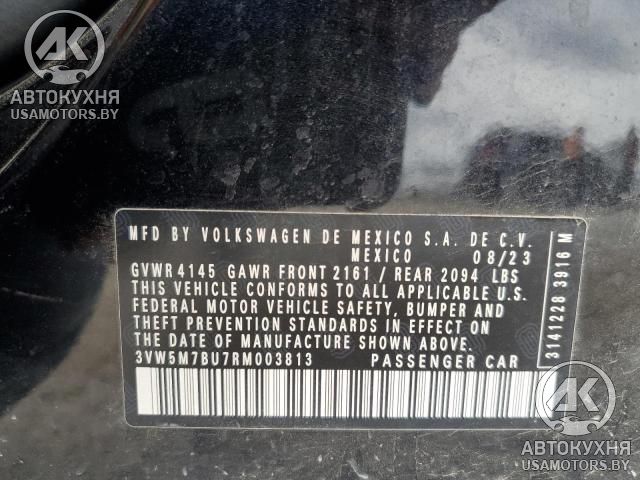 AK
АВТОКУХНЯ
USAMOTORS.BY
MFD BY VOLKSWAGEN DE MEXICO S.A. DE C.V.
MEXICO 08/23
GVWR 4145 GAWR FRONT 2161 / REAR 2094 LBS
THIS VEHICLE CONFORMS TO ALL APPLICABLE U.S.
FEDERAL MOTOR VEHICLE SAFETY, BUMPER AND
THEFT PREVENTION STANDARDS IN EFFECT ON
THE DATE OF MANUFACTURE SHOWN ABOVE.
3VW5M7BU7RM003813 PASSENGER CAR
3141228 3916 M
AK
АВТОКУХНЯ
USAMOTORS.BY